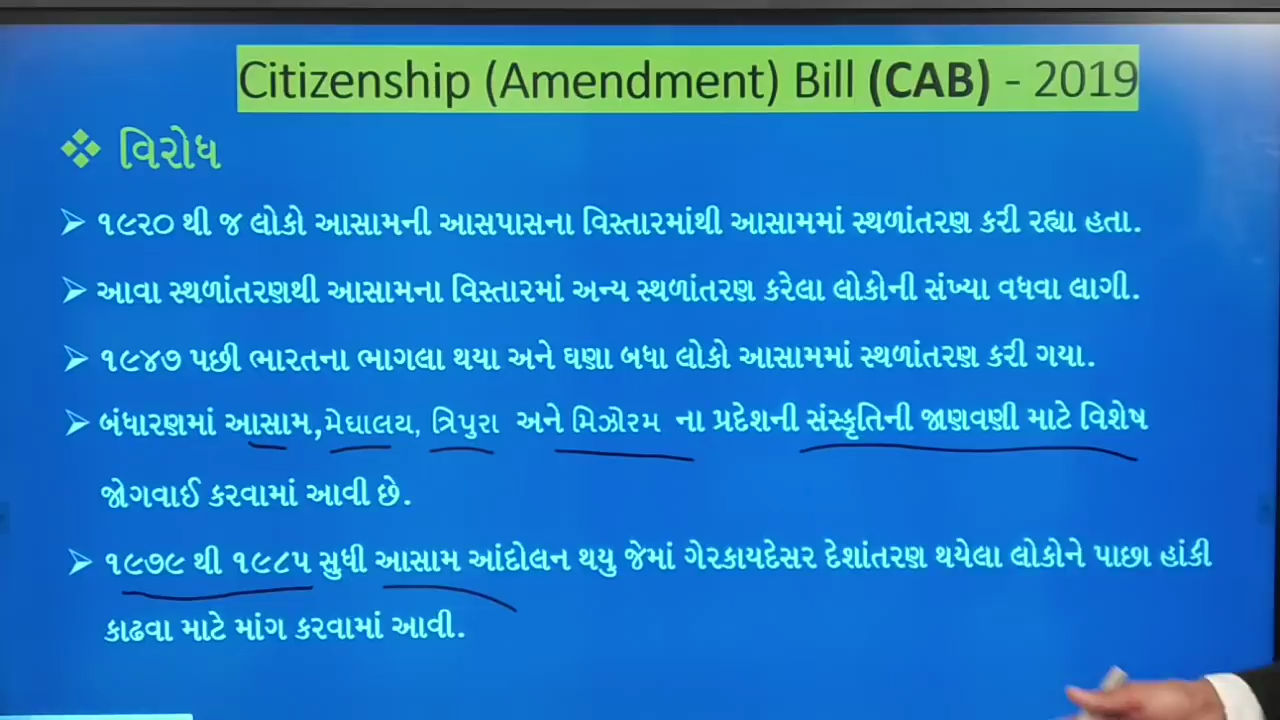 Citizenship (Amendment) Bill (CAB) - 2019
વિરોધ
૧૯૨૦ થી જ લોકો આસામની આસપાસના વિસ્તારમાંથી આસામમાં સ્થળાંતરણ કરી રહ્યા હતા.
આવા સ્થળાંતરણથી આસામના વિસ્તારમાં અન્ય સ્થળાંતરણ કરેલા લોકોની સંખ્યા વધવા લાગી.
૧૯૪૭ પછી ભારતના ભાગલા થયા અને ઘણા બધા લોકો આસામમાં સ્થળાંતરણ કરી ગયા.
બંધારણમાં આસામ,મેઘાલય, ત્રિપુરા અને મિઝોરમ ના પ્રદેશની સંસ્કૃતિની જાણવણી માટે વિશેષ
જોગવાઈ કરવામાં આવી છે.
૧૯૭૯ થી ૧૯૮૫ સુધી આસામ આંદોલન થયુ જેમાં ગેરકાયદેસર દેશાંતરણ થયેલા લોકોને પાછા હાંકી
કાઢવા માટે માંગ કરવામાં આવી.